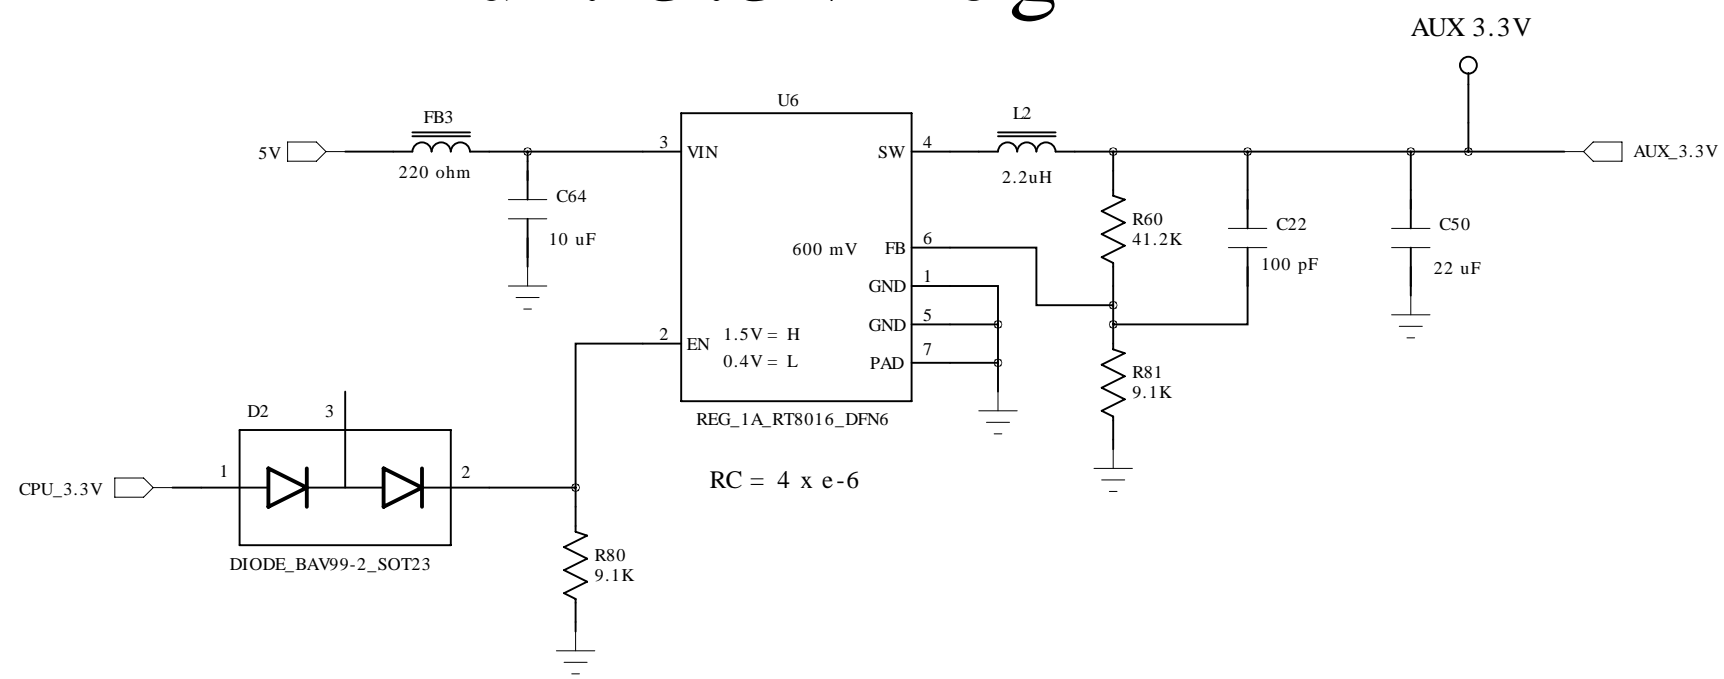 AUX 3.3V
U6
FB3
L2
5V
3
VIN
SW
4
AUX_3.3V
220 ohm
2.2uH
C64
10 uF
R60
41.2K
C22
100 pF
C50
22 uF
600 mV
FB
6
GND
1
GND
5
PAD
7
2
EN
1.5V = H
0.4V = L
R81
9.1K
REG_1A_RT8016_DFN6
D2
3
CPU_3.3V
1
2
RC = 4 x e-6
DIODE_BAV99-2_SOT23
R80
9.1K